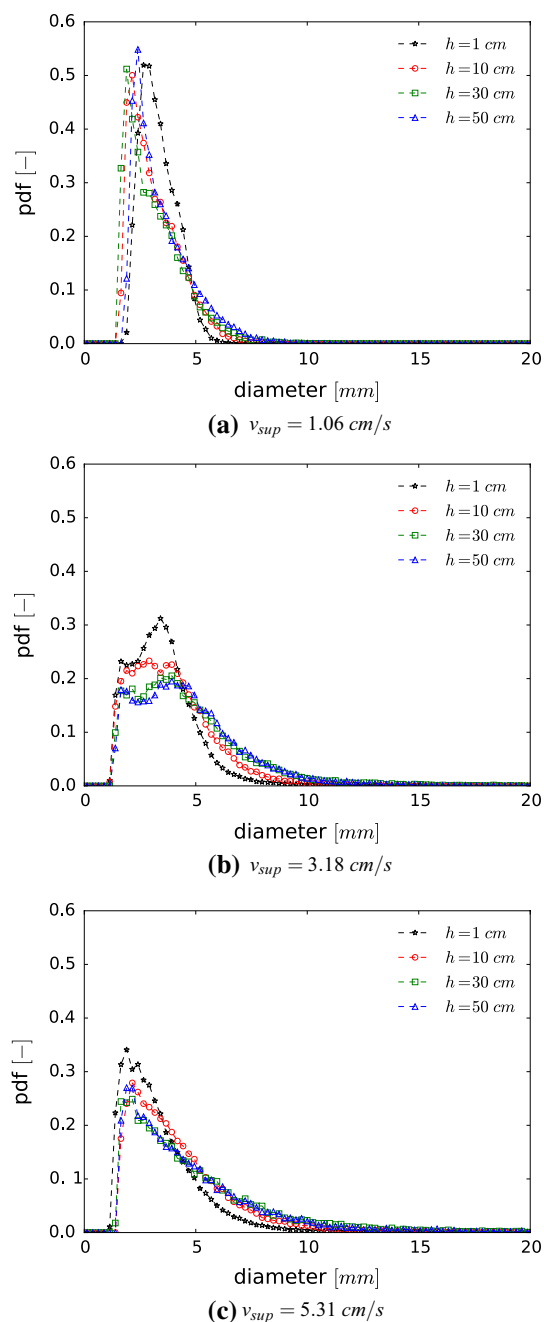 0.6
0.5
0.4
0.3
0.2
0.1
0.0
pdf [−]
h=1 cm
h=10 cm
h=30 cm
h=50 cm
0 5 10 15 20
diameter [mm]
(a) v_sup = 1.06 cm/s
0.6
0.5
0.4
0.3
0.2
0.1
0.0
pdf [−]
h=1 cm
h=10 cm
h=30 cm
h=50 cm
0 5 10 15 20
diameter [mm]
(b) v_sup = 3.18 cm/s
0.6
0.5
0.4
0.3
0.2
0.1
0.0
pdf [−]
h=1 cm
h=10 cm
h=30 cm
h=50 cm
0 5 10 15 20
diameter [mm]
(c) v_sup = 5.31 cm/s